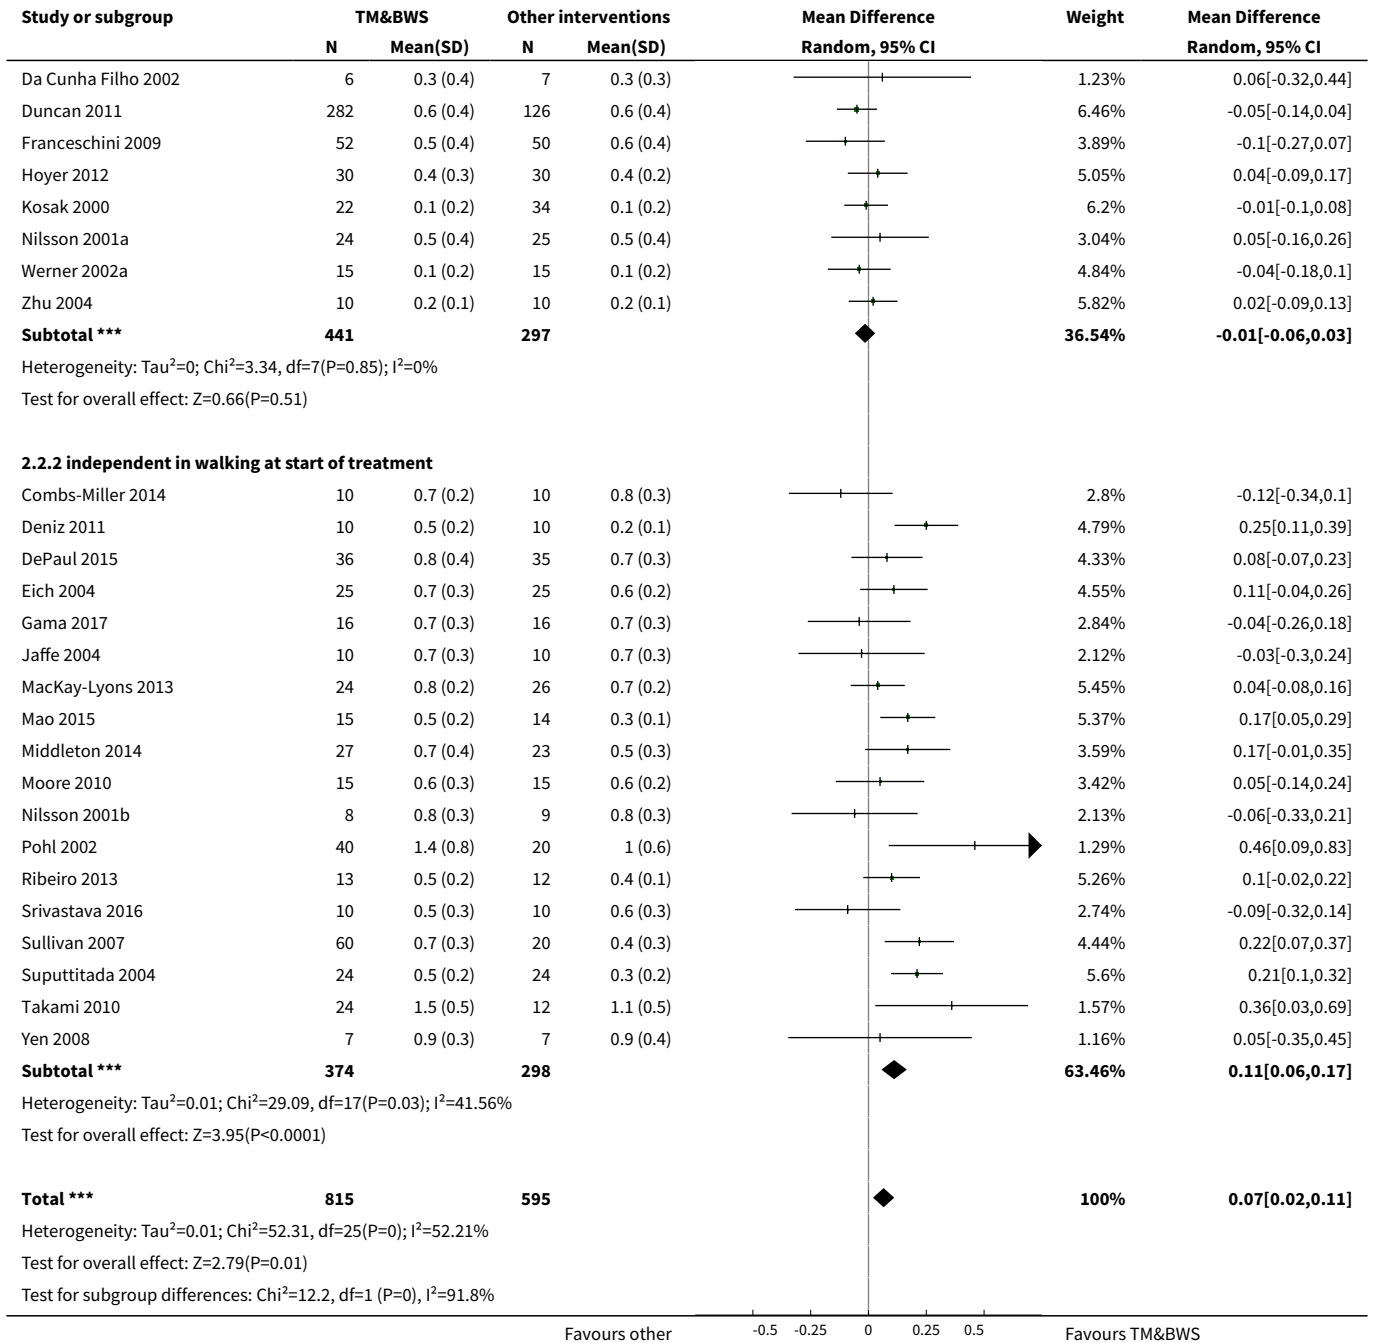 Study or subgroup TM&BWS Other interventions Mean Difference Weight Mean Difference
N Mean(SD) N Mean(SD) Random, 95% CI Random, 95% CI
Da Cunha Filho 2002 6 0.3 (0.4) 7 0.3 (0.3) 1.23% 0.06[-0.32,0.44]
Duncan 2011 282 0.6 (0.4) 126 0.6 (0.4) 6.46% -0.05[-0.14,0.04]
Franceschini 2009 52 0.5 (0.4) 50 0.6 (0.4) 3.89% -0.1[-0.27,0.07]
Hoyer 2012 30 0.4 (0.3) 30 0.4 (0.2) 5.05% 0.04[-0.09,0.17]
Kosak 2000 22 0.1 (0.2) 34 0.1 (0.2) 6.2% -0.01[-0.1,0.08]
Nilsson 2001a 24 0.5 (0.4) 25 0.5 (0.4) 3.04% 0.05[-0.16,0.26]
Werner 2002a 15 0.1 (0.2) 15 0.1 (0.2) 4.84% -0.04[-0.18,0.1]
Zhu 2004 10 0.2 (0.1) 10 0.2 (0.1) 5.82% 0.02[-0.09,0.13]
Subtotal *** 441 297 36.54% -0.01[-0.06,0.03]
Heterogeneity: Tau²=0; Chi²=3.34, df=7(P=0.85); I²=0%
Test for overall effect: Z=0.66(P=0.51)
2.2.2 independent in walking at start of treatment
Combs-Miller 2014 10 0.7 (0.2) 10 0.8 (0.3) 2.8% -0.12[-0.34,0.1]
Deniz 2011 10 0.5 (0.2) 10 0.2 (0.1) 4.79% 0.25[0.11,0.39]
DePaul 2015 36 0.8 (0.4) 35 0.7 (0.3) 4.33% 0.08[-0.07,0.23]
Eich 2004 25 0.7 (0.3) 25 0.6 (0.2) 4.55% 0.11[-0.04,0.26]
Gama 2017 16 0.7 (0.3) 16 0.7 (0.3) 2.84% -0.04[-0.26,0.18]
Jaffe 2004 10 0.7 (0.3) 10 0.7 (0.3) 2.12% -0.03[-0.3,0.24]
MacKay-Lyons 2013 24 0.8 (0.2) 26 0.7 (0.2) 5.45% 0.04[-0.08,0.16]
Mao 2015 15 0.5 (0.2) 14 0.3 (0.1) 5.37% 0.17[0.05,0.29]
Middleton 2014 27 0.7 (0.4) 23 0.5 (0.3) 3.59% 0.17[-0.01,0.35]
Moore 2010 15 0.6 (0.3) 15 0.6 (0.2) 3.42% 0.05[-0.14,0.24]
Nilsson 2001b 8 0.8 (0.3) 9 0.8 (0.3) 2.13% -0.06[-0.33,0.21]
Pohl 2002 40 1.4 (0.8) 20 1 (0.6) 1.29% 0.46[0.09,0.83]
Ribeiro 2013 13 0.5 (0.2) 12 0.4 (0.1) 5.26% 0.1[-0.02,0.22]
Srivastava 2016 10 0.5 (0.3) 10 0.6 (0.3) 2.74% -0.09[-0.32,0.14]
Sullivan 2007 60 0.7 (0.3) 20 0.4 (0.3) 4.44% 0.22[0.07,0.37]
Suputtitada 2004 24 0.5 (0.2) 24 0.3 (0.2) 5.6% 0.21[0.1,0.32]
Takami 2010 24 1.5 (0.5) 12 1.1 (0.5) 1.57% 0.36[0.03,0.69]
Yen 2008 7 0.9 (0.3) 7 0.9 (0.4) 1.16% 0.05[-0.35,0.45]
Subtotal *** 374 298 63.46% 0.11[0.06,0.17]
Heterogeneity: Tau²=0.01; Chi²=29.09, df=17(P=0.03); I²=41.56%
Test for overall effect: Z=3.95(P<0.0001)
Total *** 815 595 100% 0.07[0.02,0.11]
Heterogeneity: Tau²=0.01; Chi²=52.31, df=25(P=0); I²=52.21%
Test for overall effect: Z=2.79(P=0.01)
Test for subgroup differences: Chi²=12.2, df=1 (P=0), I²=91.8%
Favours other -0.5 -0.25 0 0.25 0.5 Favours TM&BWS